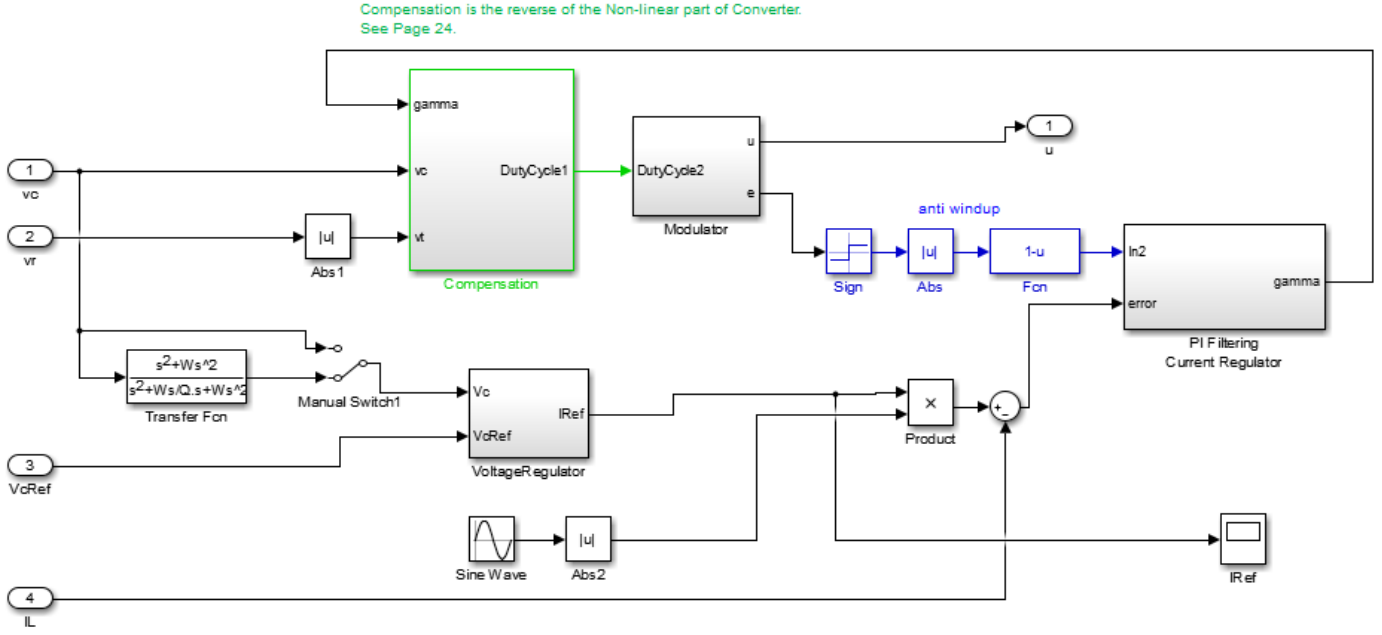 Compensation is the reverse of the Non-linear part of Converter.
See Page 24.
gamma
vc
vt
DutyCycle1
Compensation
DutyCycle2
u
e
Modulator
1
u
1
vc
2
vr
|u|
Abs1
anti windup
Sign
|u|
Abs
1-u
Fcn
In2
error
gamma
PI Filtering
Current Regulator
s^2+Ws^2
s^2+Ws/Q.s+Ws^2
Transfer Fcn
Manual Switch1
Vc
VcRef
IRef
VoltageRegulator
×
Product
+
-
3
VcRef
Sine Wave
|u|
Abs2
IRef
4
IL